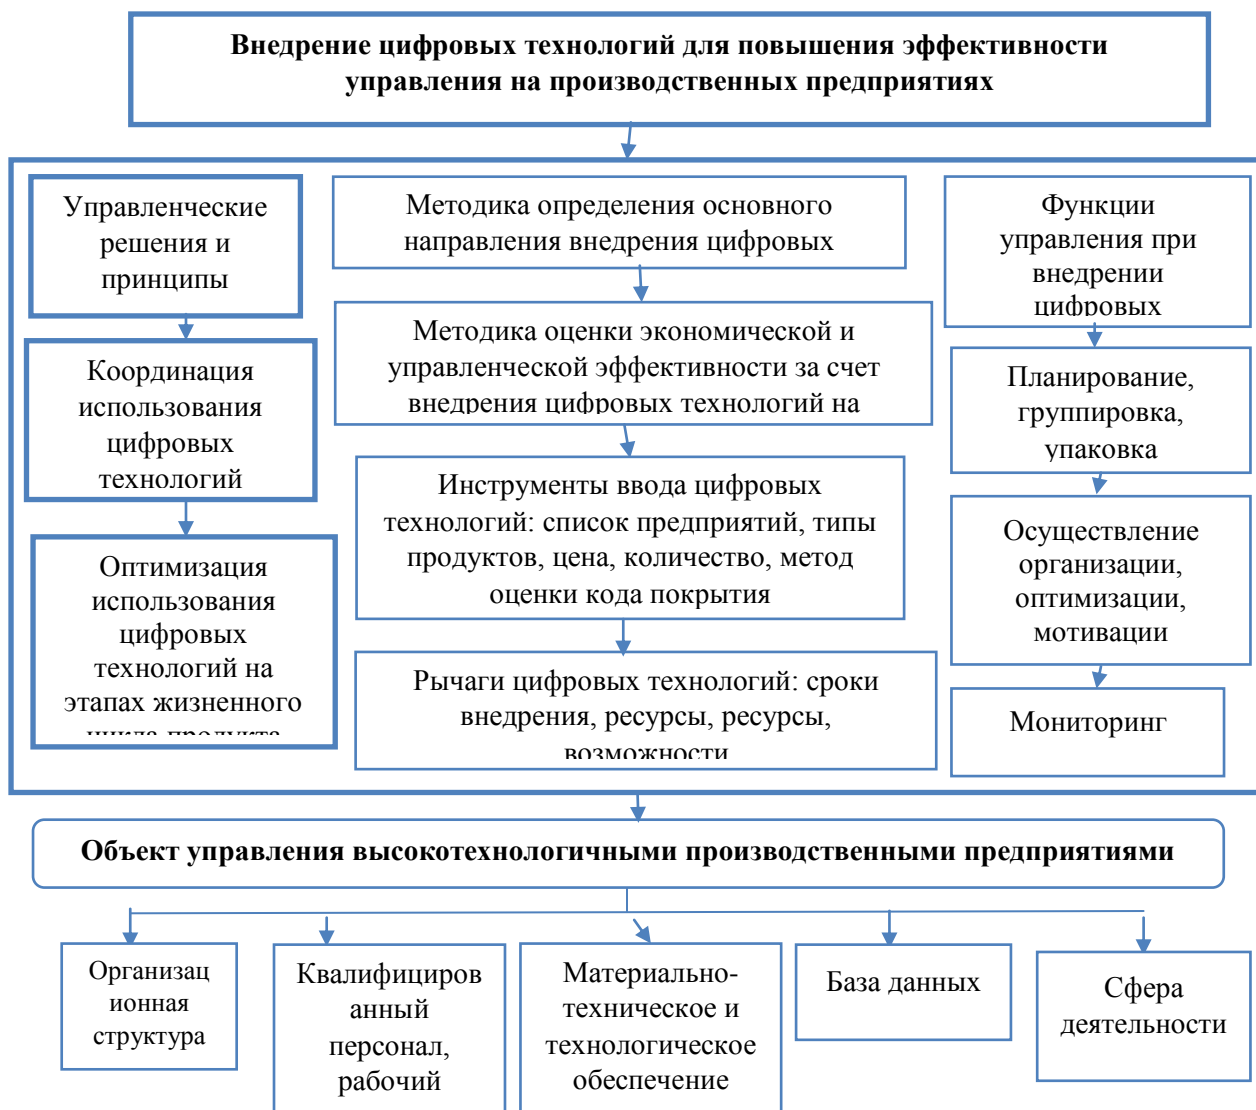 Внедрение цифровых технологий для повышения эффективности
управления на производственных предприятиях
Управленческие
решения и
принципы
Координация
использования
цифровых
технологий
Оптимизация
использования
цифровых
технологий на
этапах жизненного
цикла продукта
Методика определения основного
направления внедрения цифровых
Методика оценки экономической и
управленческой эффективности за счет
внедрения цифровых технологий на
Инструменты ввода цифровых
технологий: список предприятий, типы
продуктов, цена, количество, метод
оценки кода покрытия
Рычаги цифровых технологий: сроки
внедрения, ресурсы, ресурсы,
возможности
Функции
управления при
внедрении
цифровых
Планирование,
группировка,
упаковка
Осуществление
организации,
оптимизации,
мотивации
Мониторинг
Объект управления высокотехнологичными производственными предприятиями
Организац
ионная
структура
Квалифициров
анный
персонал,
рабочий
Материально-
техническое и
технологическое
обеспечение
База данных
Сфера
деятельности